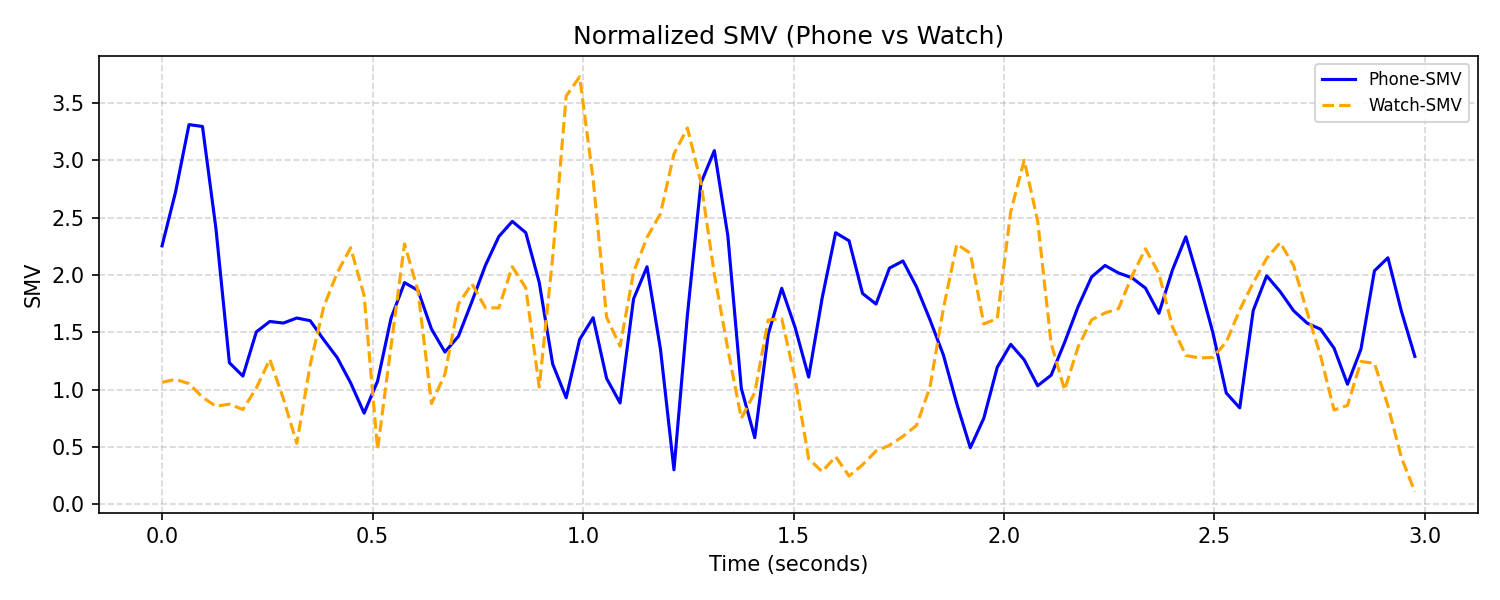 Normalized SMV (Phone vs Watch)
Phone-SMV
Watch-SMV
SMV
3.5
3.0
2.5
2.0
1.5
1.0
0.5
0.0
0.0 0.5 1.0 1.5 2.0 2.5 3.0
Time (seconds)